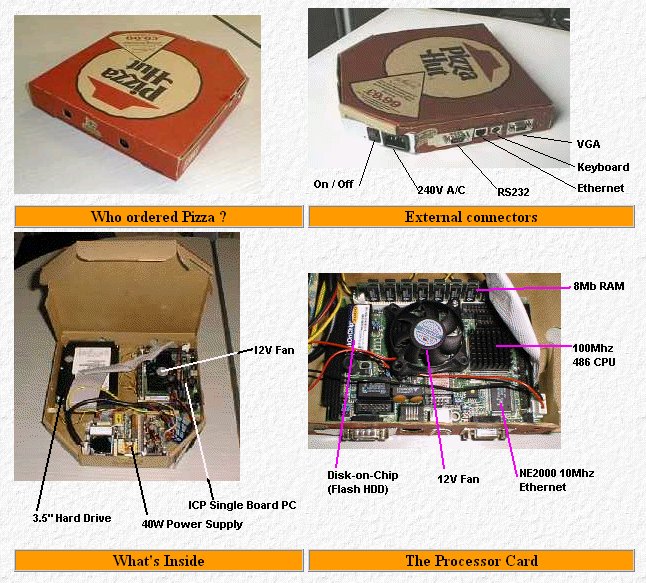 Pizza
Hut
Pizza
Hut
£9.99
On / Off
240V A/C
RS232
VGA
Keyboard
Ethernet
Who ordered Pizza ?
External connectors
12V Fan
3.5" Hard Drive
40W Power Supply
ICP Single Board PC
8Mb RAM
100Mhz
486 CPU
Disk-on-Chip
(Flash HDD)
12V Fan
NE2000 10Mhz
Ethernet
What's Inside
The Processor Card